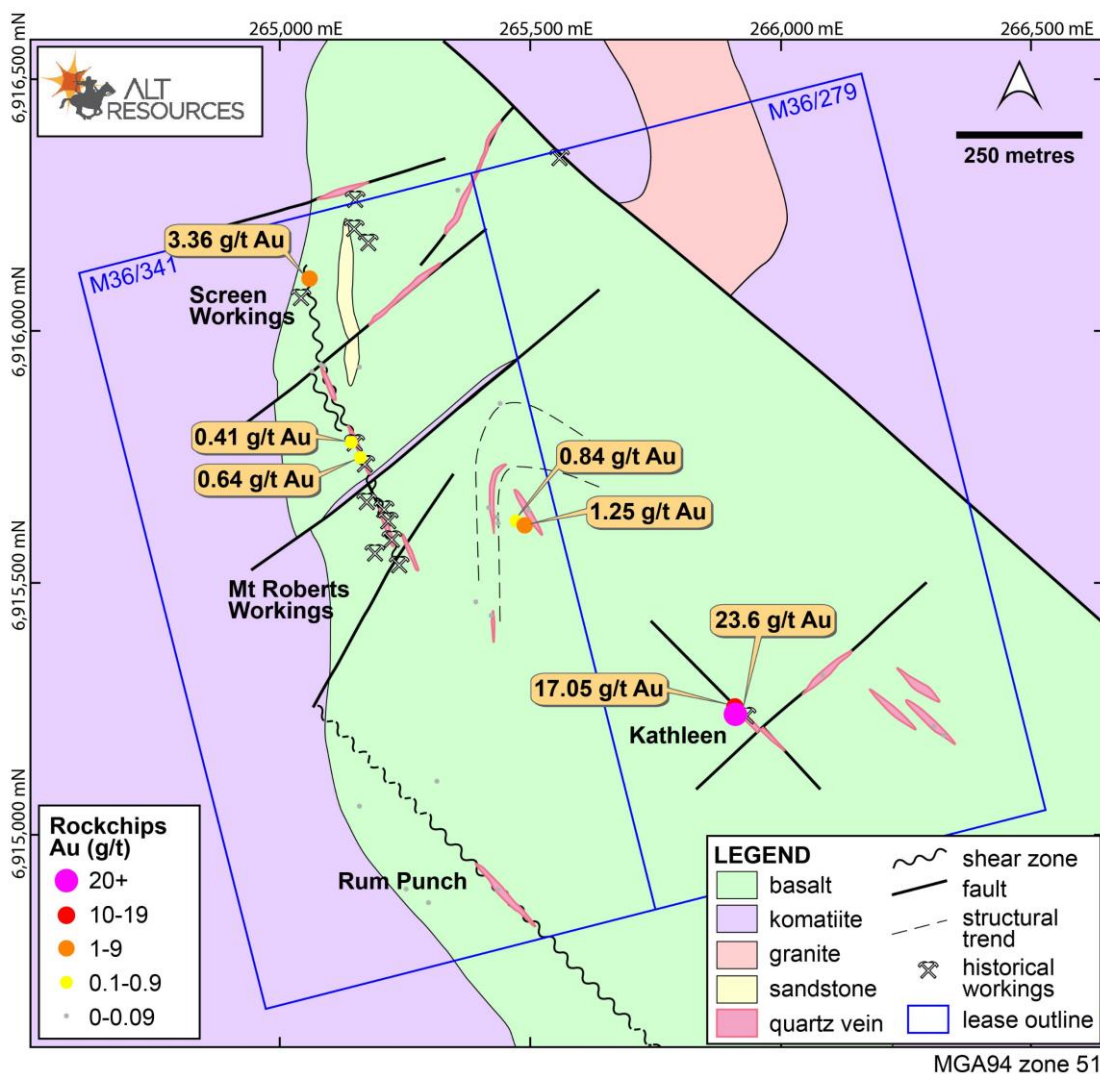 265,000 mE
265,500 mE
266,000 mE
266,500 mE
6,916,500 mN
6,916,000 mN
6,915,500 mN
6,915,000 mN
ALT
RESOURCES
M36/279
250 metres
M36/341
3.36 g/t Au
Screen
Workings
0.41 g/t Au
0.64 g/t Au
0.84 g/t Au
1.25 g/t Au
Mt Roberts
Workings
23.6 g/t Au
17.05 g/t Au
Kathleen
Rum Punch
Rockchips
Au (g/t)
20+
10-19
1-9
0.1-0.9
0-0.09
LEGEND
basalt
komatiite
granite
sandstone
quartz vein
shear zone
fault
structural
trend
historical
workings
lease outline
MGA94 zone 51